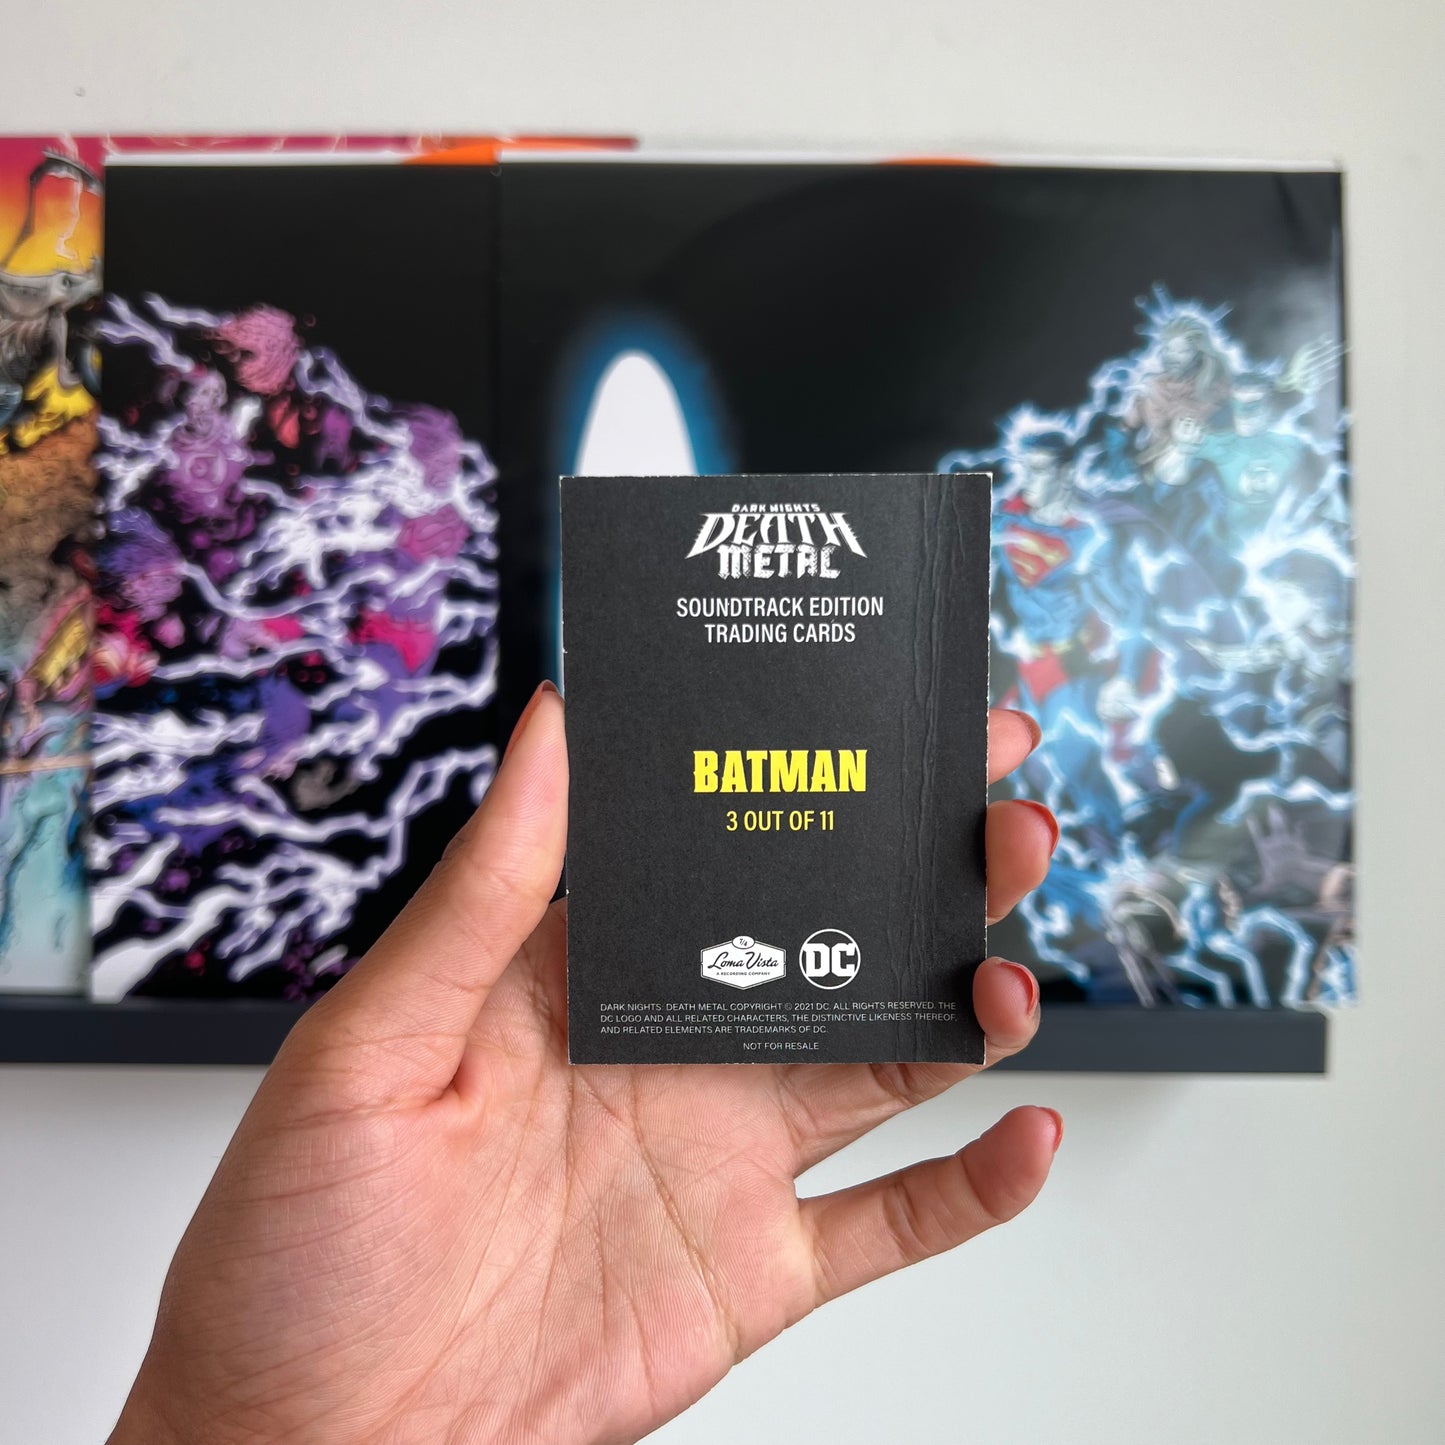 DARK NIGHTS
DEATH
METAL
SOUNDTRACK EDITION
TRADING CARDS
BATMAN
3 OUT OF 11
Loma Vista
A RECORDING COMPANY
DC
DARK NIGHTS: DEATH METAL COPYRIGHT © 2021 DC. ALL RIGHTS RESERVED. THE
DC LOGO AND ALL RELATED CHARACTERS, THE DISTINCTIVE LIKENESS THEREOF,
AND RELATED ELEMENTS ARE TRADEMARKS OF DC.
NOT FOR RESALE